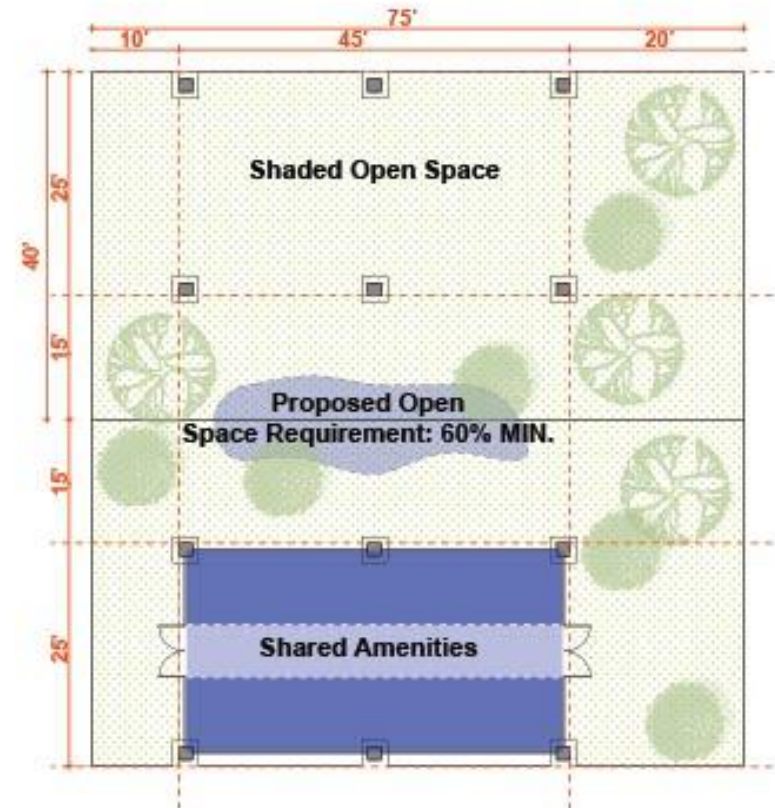 75'
10' 45' 20'
Shaded Open Space
25'
40'
15'
Proposed Open
Space Requirement: 60% MIN.
15'
Shared Amenities
25'